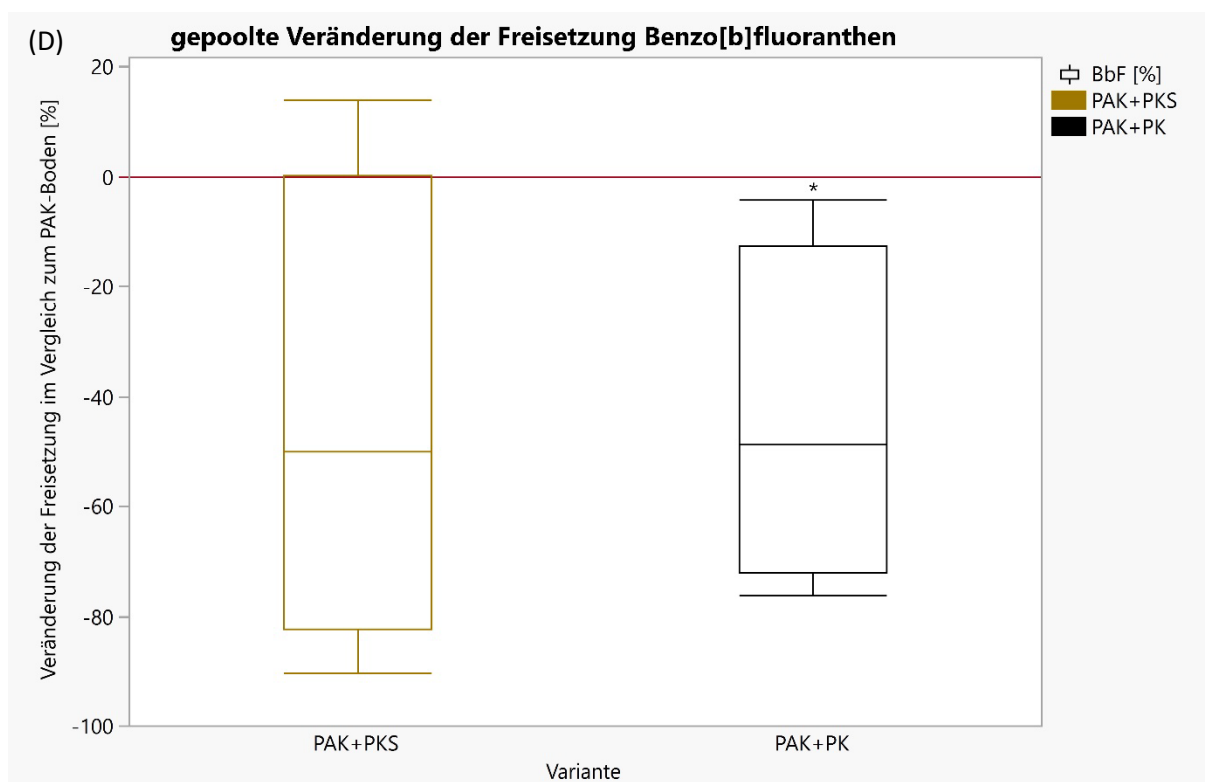 (D)
gepoolte Veränderung der Freisetzung Benzo[b]fluoranthen
Veränderung der Freisetzung im Vergleich zum PAK-Boden [%]
20
0
-20
-40
-60
-80
-100
*
PAK+PKS
PAK+PK
Variante
BbF [%]
PAK+PKS
PAK+PK